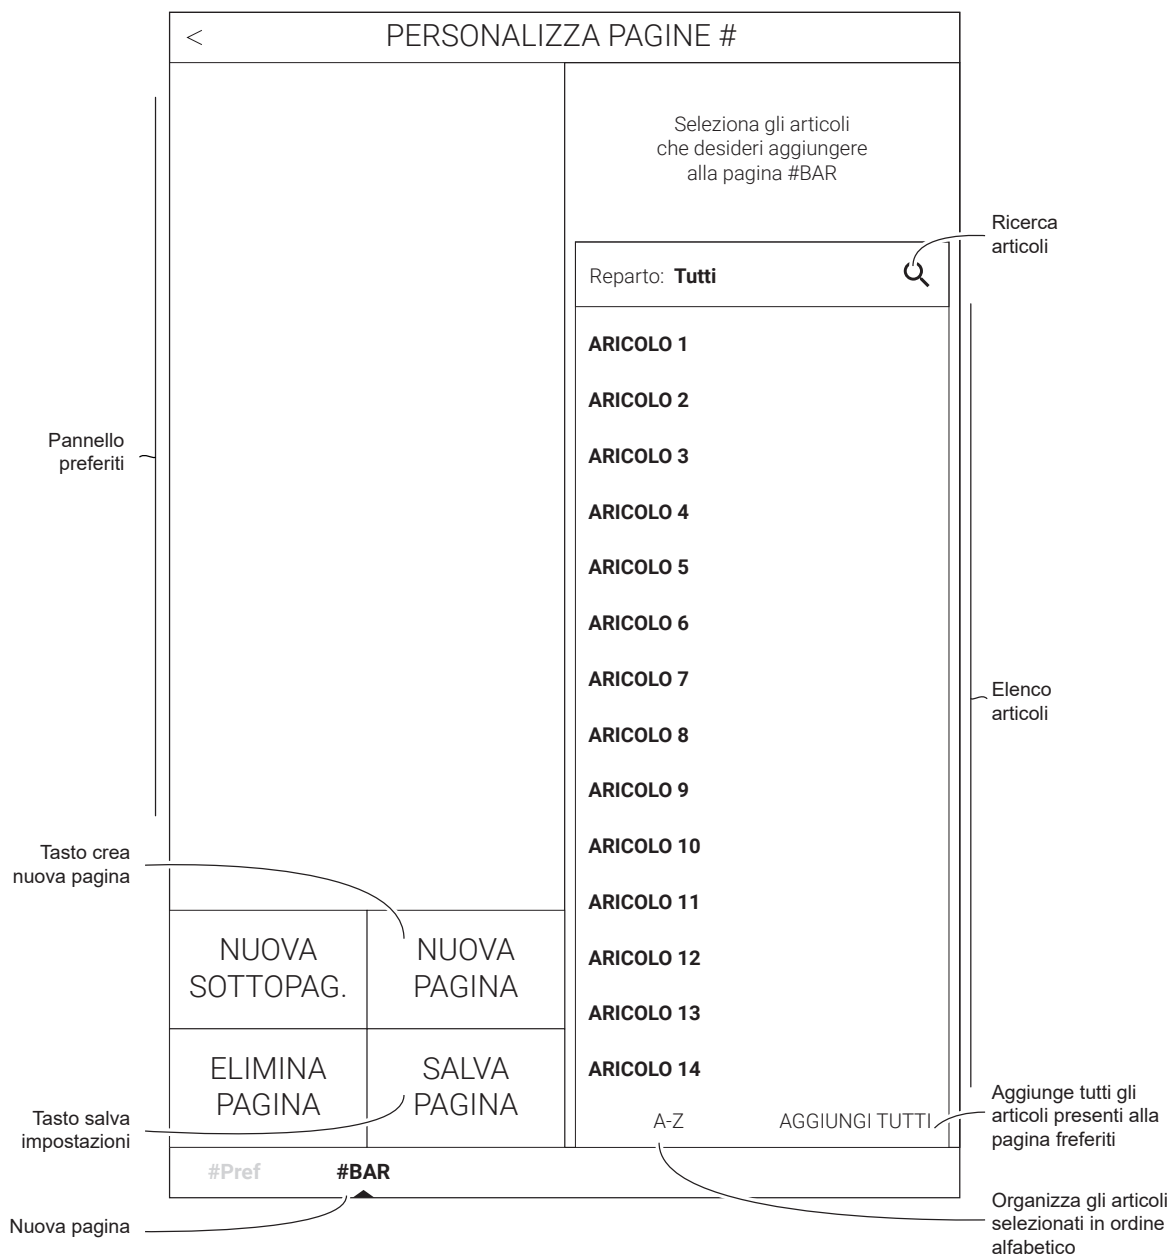 <
PERSONALIZZA PAGINE #
Seleziona gli articoli
che desideri aggiungere
alla pagina #BAR
Ricerca
articoli
Reparto: Tutti
ARICOLO 1
ARICOLO 2
ARICOLO 3
ARICOLO 4
ARICOLO 5
ARICOLO 6
ARICOLO 7
ARICOLO 8
ARICOLO 9
ARICOLO 10
ARICOLO 11
ARICOLO 12
ARICOLO 13
ARICOLO 14
A-Z
AGGIUNGI TUTTI
Pannello
preferiti
Elenco
articoli
Tasto crea
nuova pagina
NUOVA
SOTTOPAG.
NUOVA
PAGINA
ELIMINA
PAGINA
SALVA
PAGINA
Tasto salva
impostazioni
Aggiunge tutti gli
articoli presenti alla
pagina freferiti
#Pref
#BAR
Nuova pagina
Organizza gli articoli
selezionati in ordine
alfabetico